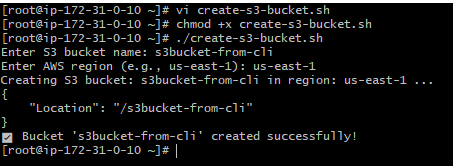 [root@ip-172-31-0-10 ~]# vi create-s3-bucket.sh
[root@ip-172-31-0-10 ~]# chmod +x create-s3-bucket.sh
[root@ip-172-31-0-10 ~]# ./create-s3-bucket.sh
Enter S3 bucket name: s3bucket-from-cli
Enter AWS region (e.g., us-east-1): us-east-1
Creating S3 bucket: s3bucket-from-cli in region: us-east-1 ...
{
    "Location": "/s3bucket-from-cli"
}
✅ Bucket 's3bucket-from-cli' created successfully!
[root@ip-172-31-0-10 ~]#